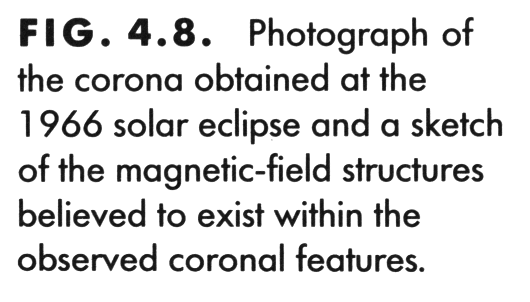 FIG. 4.8. Photograph of
the corona obtained at the
1966 solar eclipse and a sketch
of the magnetic-field structures
believed to exist within the
observed coronal features.